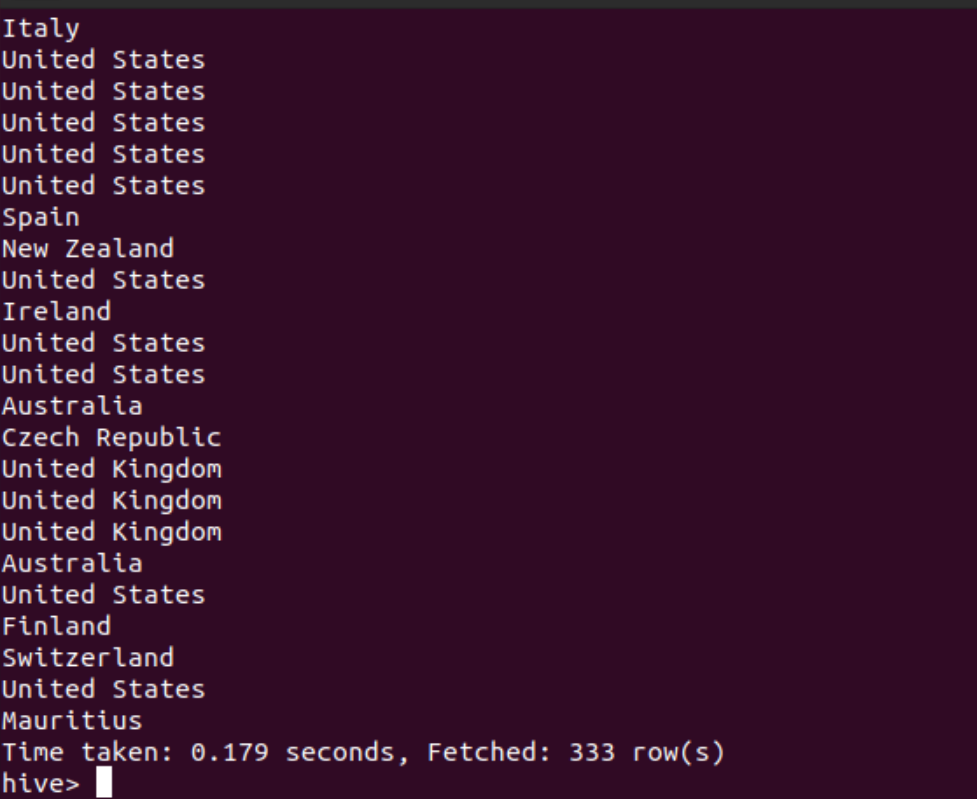 Italy
United States
United States
United States
United States
United States
Spain
New Zealand
United States
Ireland
United States
United States
Australia
Czech Republic
United Kingdom
United Kingdom
United Kingdom
Australia
United States
Finland
Switzerland
United States
Mauritius
Time taken: 0.179 seconds, Fetched: 333 row(s)
hive>